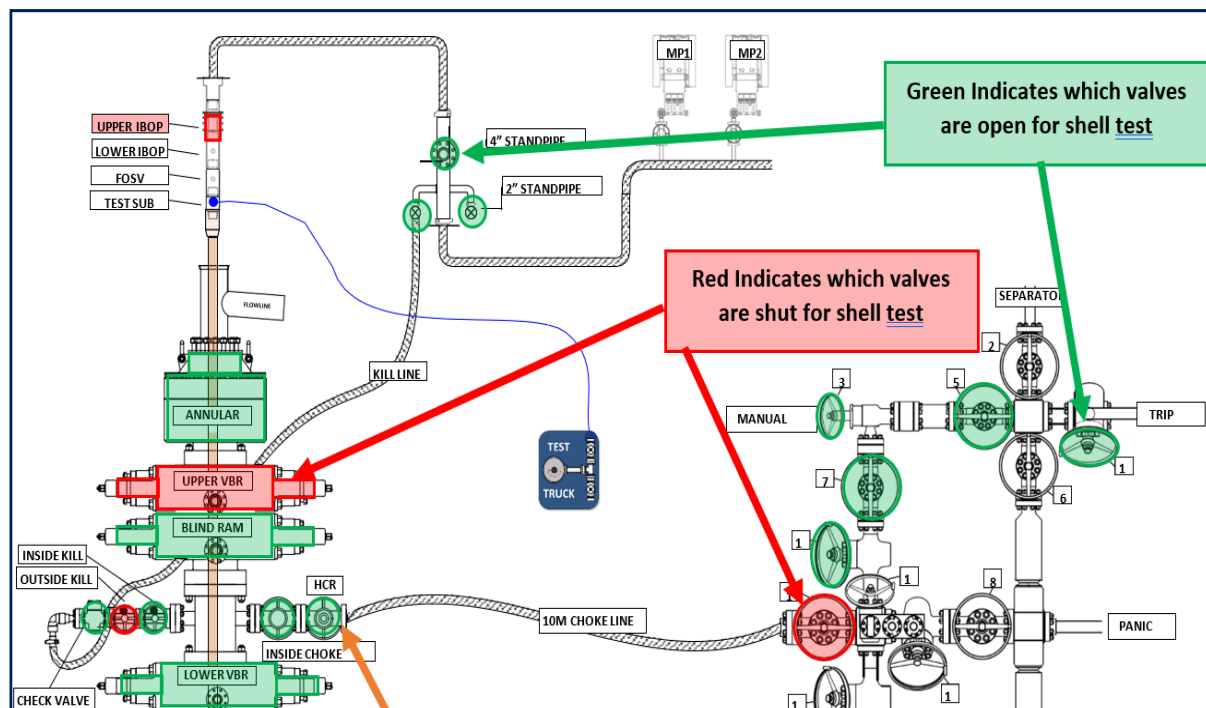 MP1
MP2
Green Indicates which valves
are open for shell test
UPPER IBOP
LOWER IBOP
FOSV
TEST SUB
4" STANDPIPE
2" STANDPIPE
Red Indicates which valves
are shut for shell test
FLOWLINE
SEPARATO
2
KILL LINE
3
5
MANUAL
TRIP
ANNULAR
1
TEST
TRUCK
UPPER VBR
7
6
BLIND RAM
1
INSIDE KILL
OUTSIDE KILL
HCR
1
8
10M CHOKE LINE
PANIC
INSIDE CHOKE
LOWER VBR
CHECK VALVE
1
1